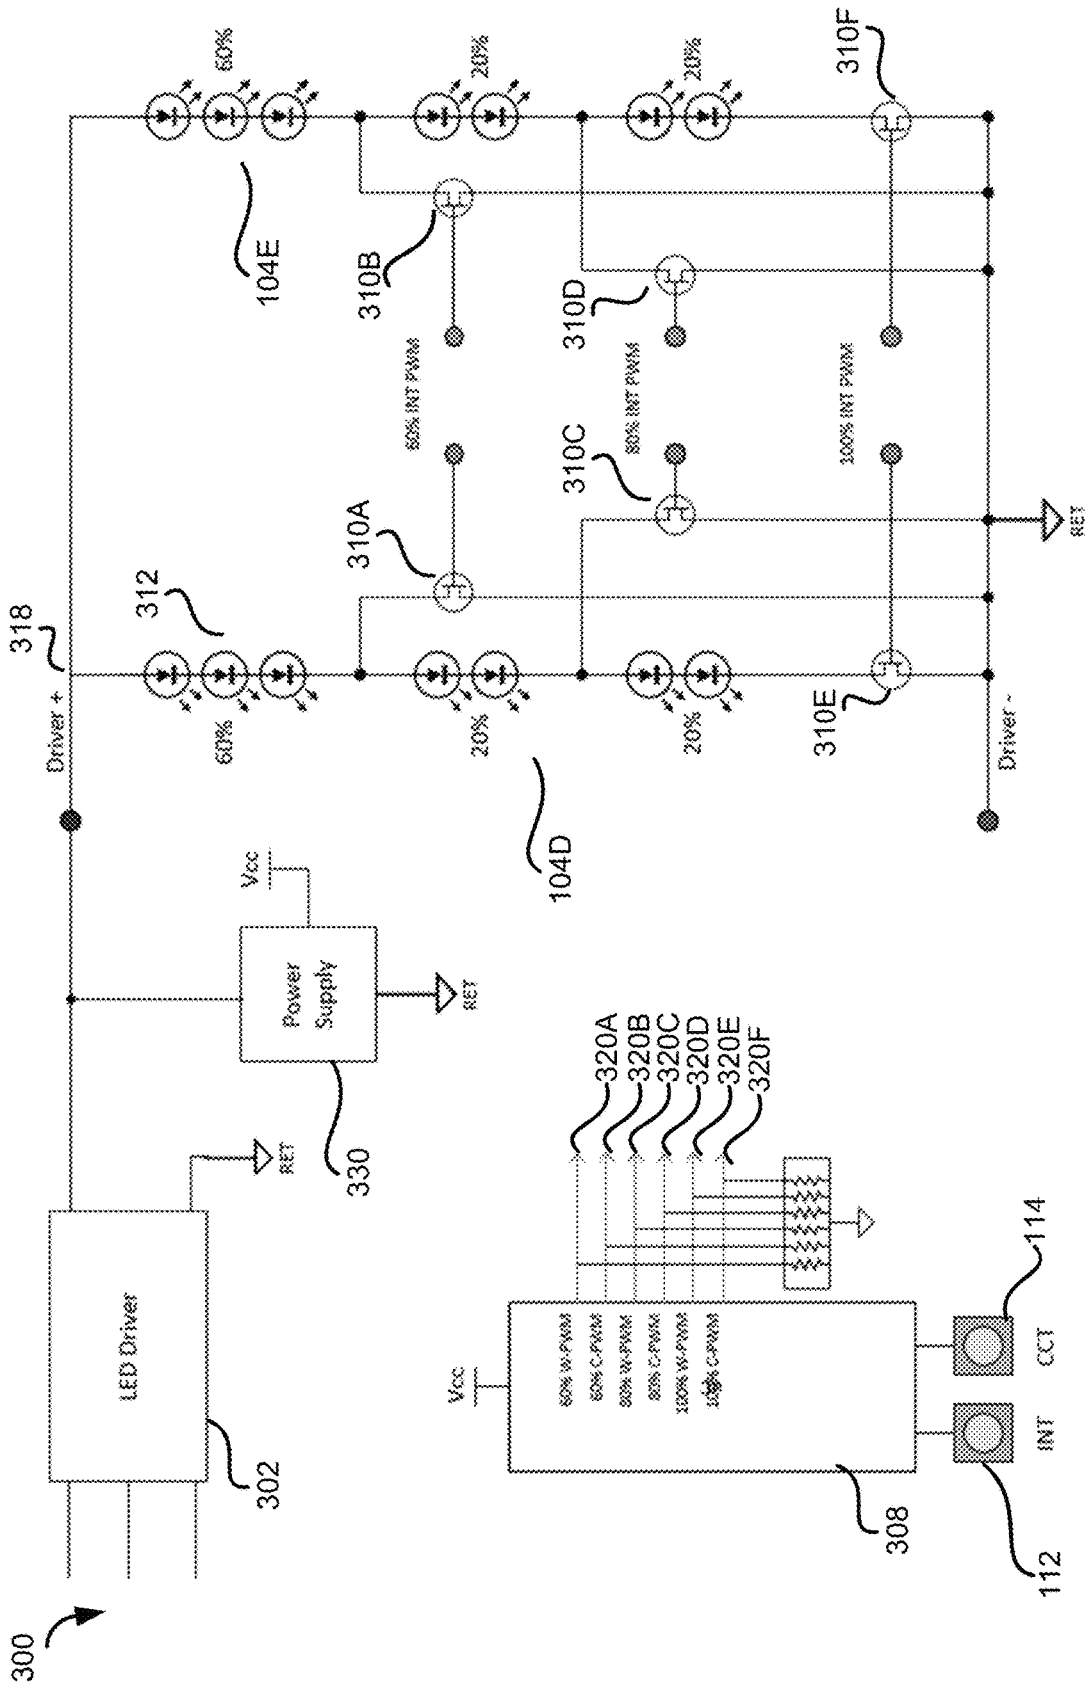 300
LED Driver
302
RET
Power
Supply
Vcc
330
RET
Driver +
318
312
60%
20%
20%
104D
310A
310C
310E
60% INT PWM
80% INT PWM
100% INT PWM
310B
310D
310F
60%
20%
20%
104E
Driver -
RET
Vcc
60% W-PWM
60% C-PWM
80% W-PWM
80% C-PWM
100% W-PWM
100% C-PWM
320A
320B
320C
320D
320E
320F
308
INT
CCT
112
114